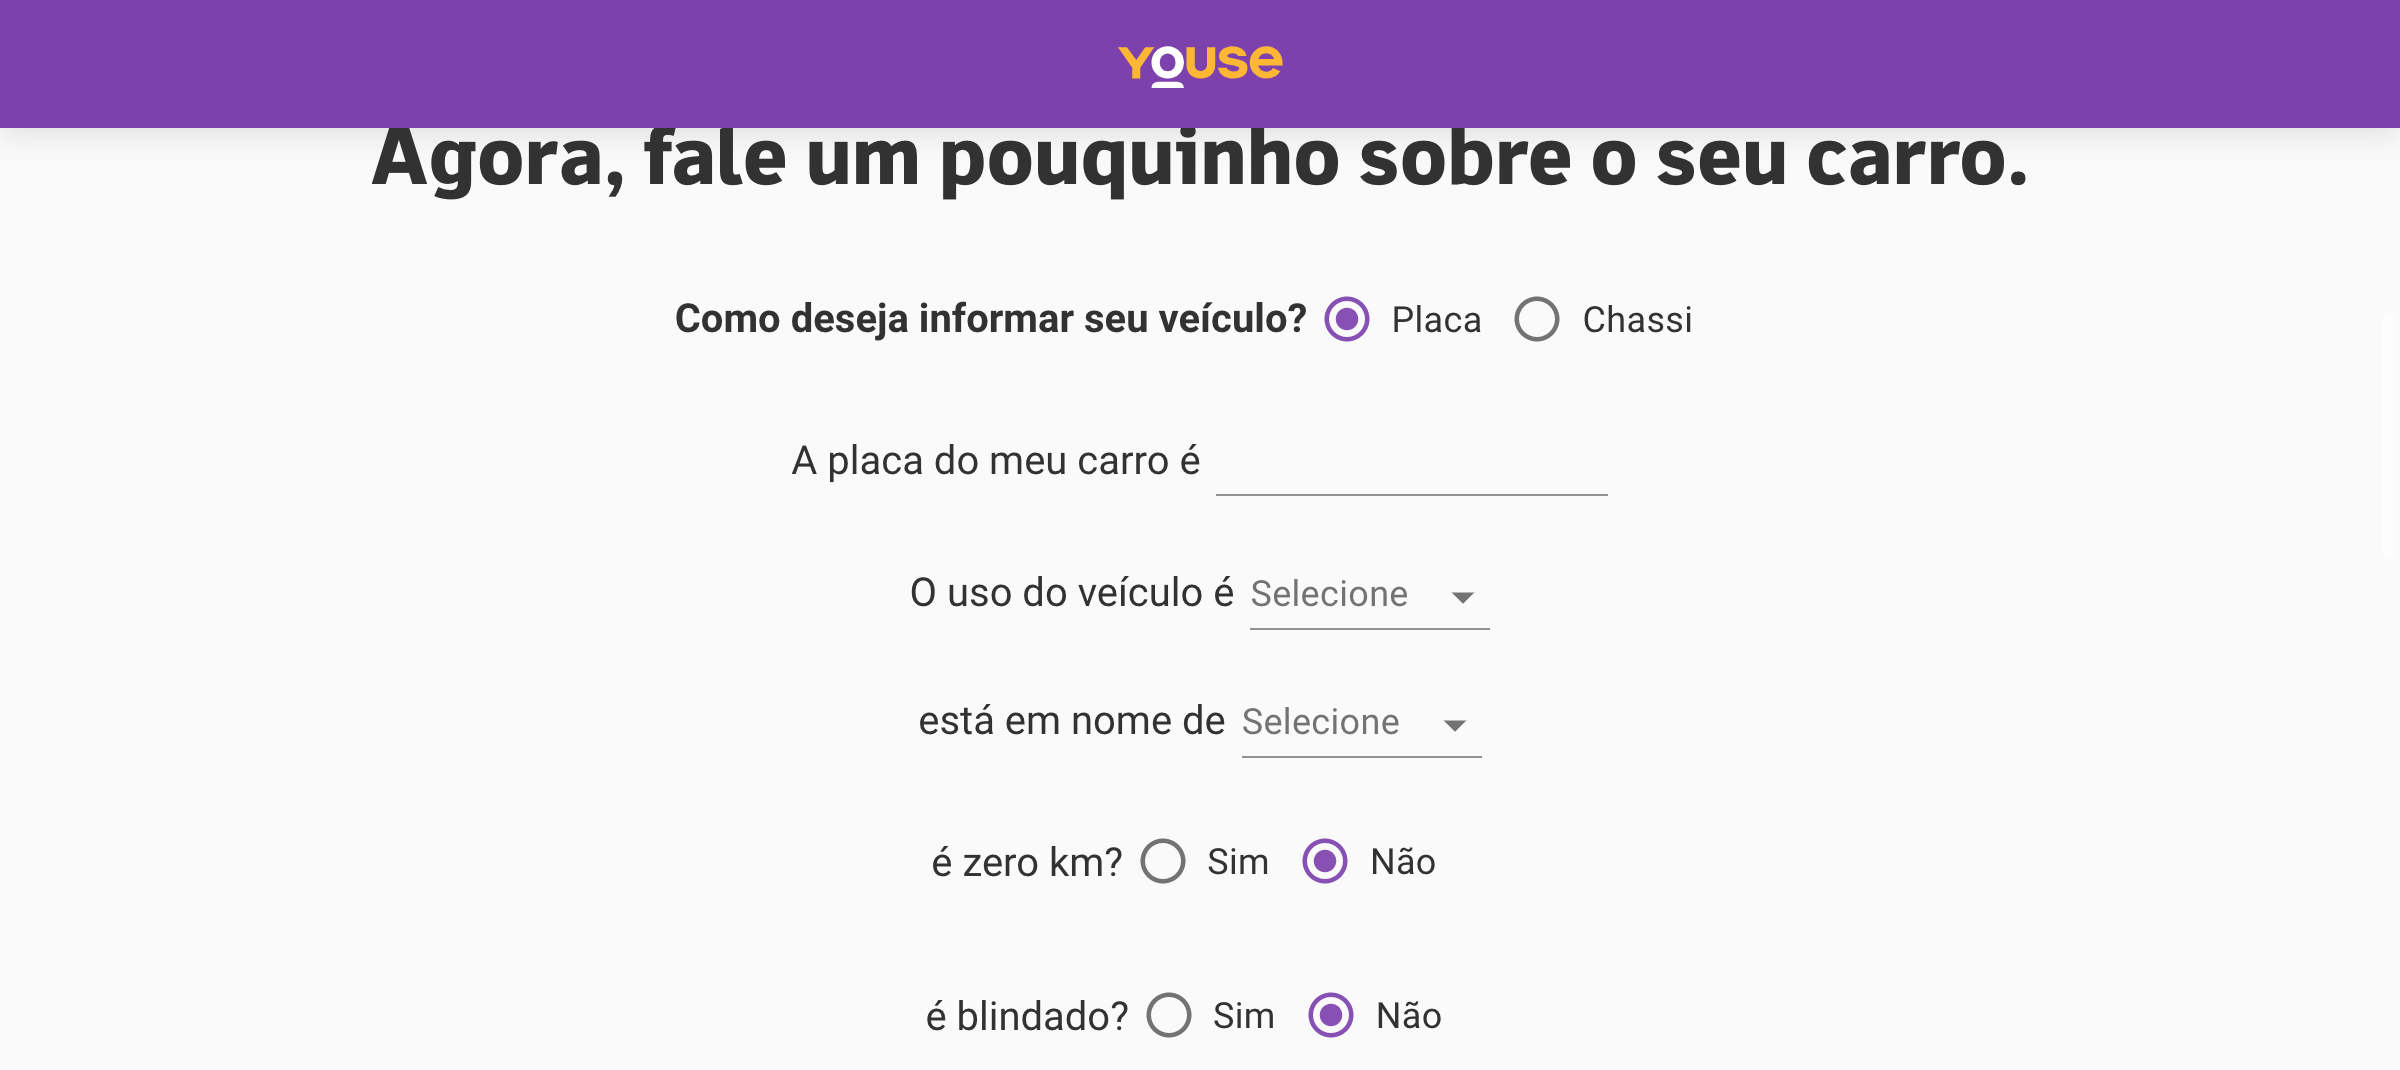 Youse
Agora, fale um pouquinho sobre o seu carro.
Como deseja informar seu veículo? Placa Chassi
A placa do meu carro é
O uso do veículo é Selecione
está em nome de Selecione
é zero km? Sim Não
é blindado? Sim Não